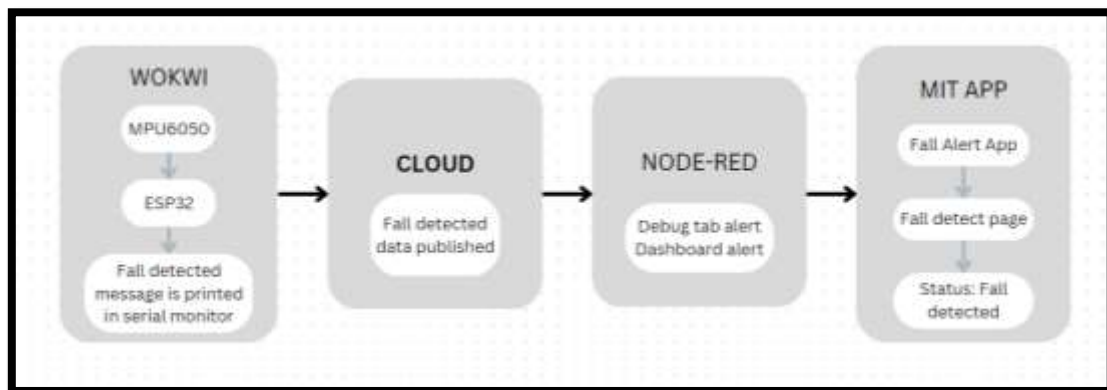 WOKWI
MPU6050
ESP32
Fall detected
message is printed
in serial monitor
CLOUD
Fall detected
data published
NODE-RED
Debug tab alert
Dashboard alert
MIT APP
Fall Alert App
Fall detect page
Status: Fall
detected